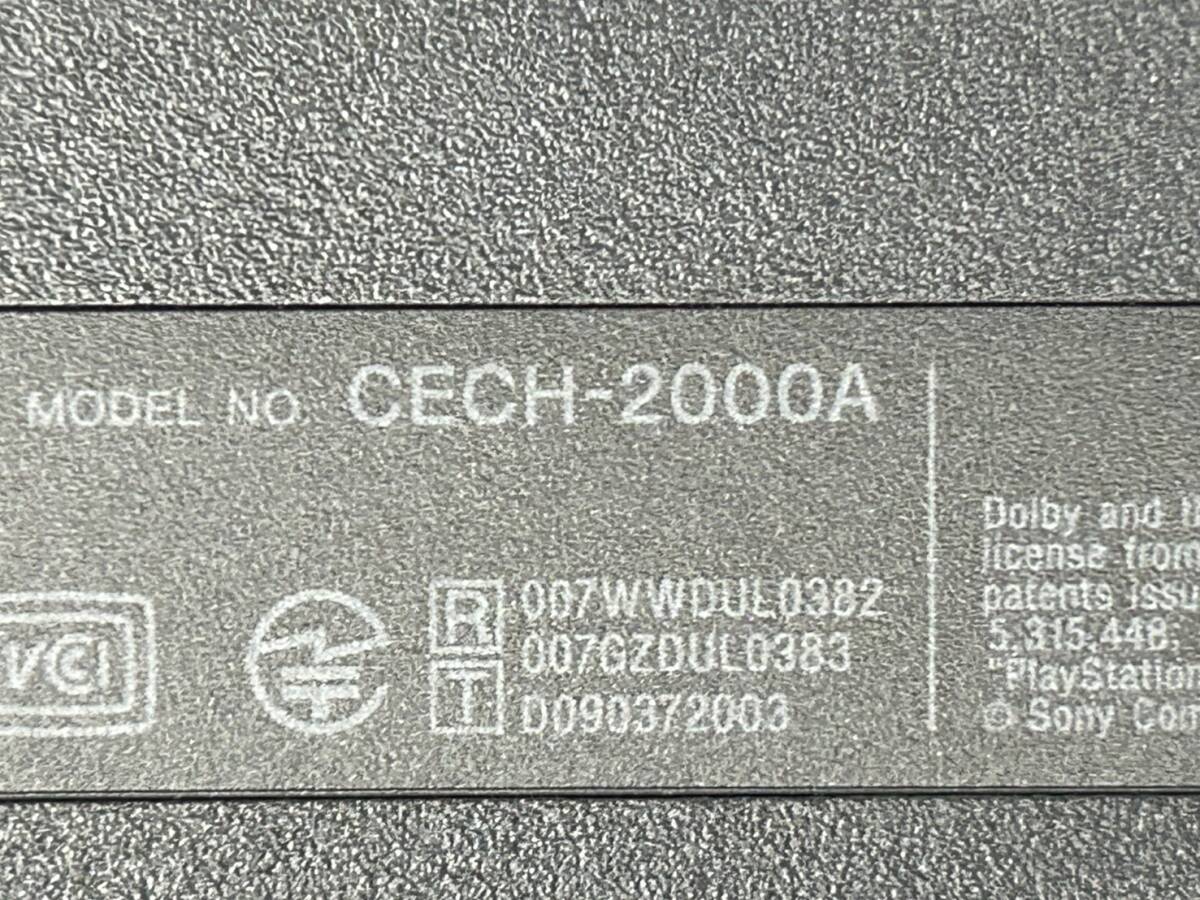 MODEL NO. CECH-2000A
VCI
R 007WWDUL0382
007GZDUL0383
T D090372003
Dolby and
license from
patents issu
5,315,448.
"PlayStation
© Sony Com